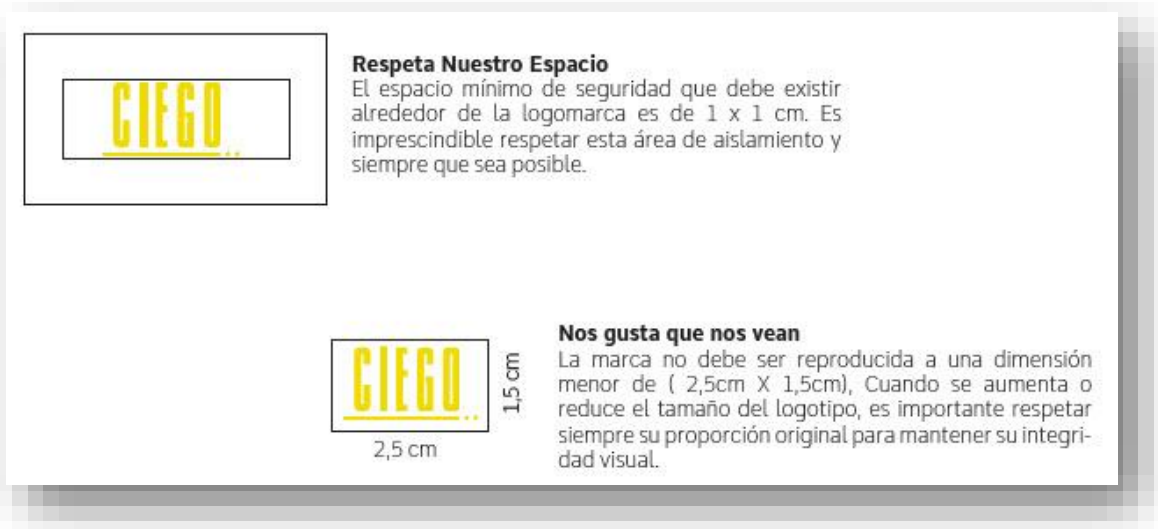 CIEGO..
Respeta Nuestro Espacio
El espacio mínimo de seguridad que debe existir
alrededor de la logomarca es de 1 x 1 cm. Es
imprescindible respetar esta área de aislamiento y
siempre que sea posible.
CIEGO..
1,5 cm
2,5 cm
Nos gusta que nos vean
La marca no debe ser reproducida a una dimensión
menor de ( 2,5cm X 1,5cm), Cuando se aumenta o
reduce el tamaño del logotipo, es importante respetar
siempre su proporción original para mantener su integri-
dad visual.